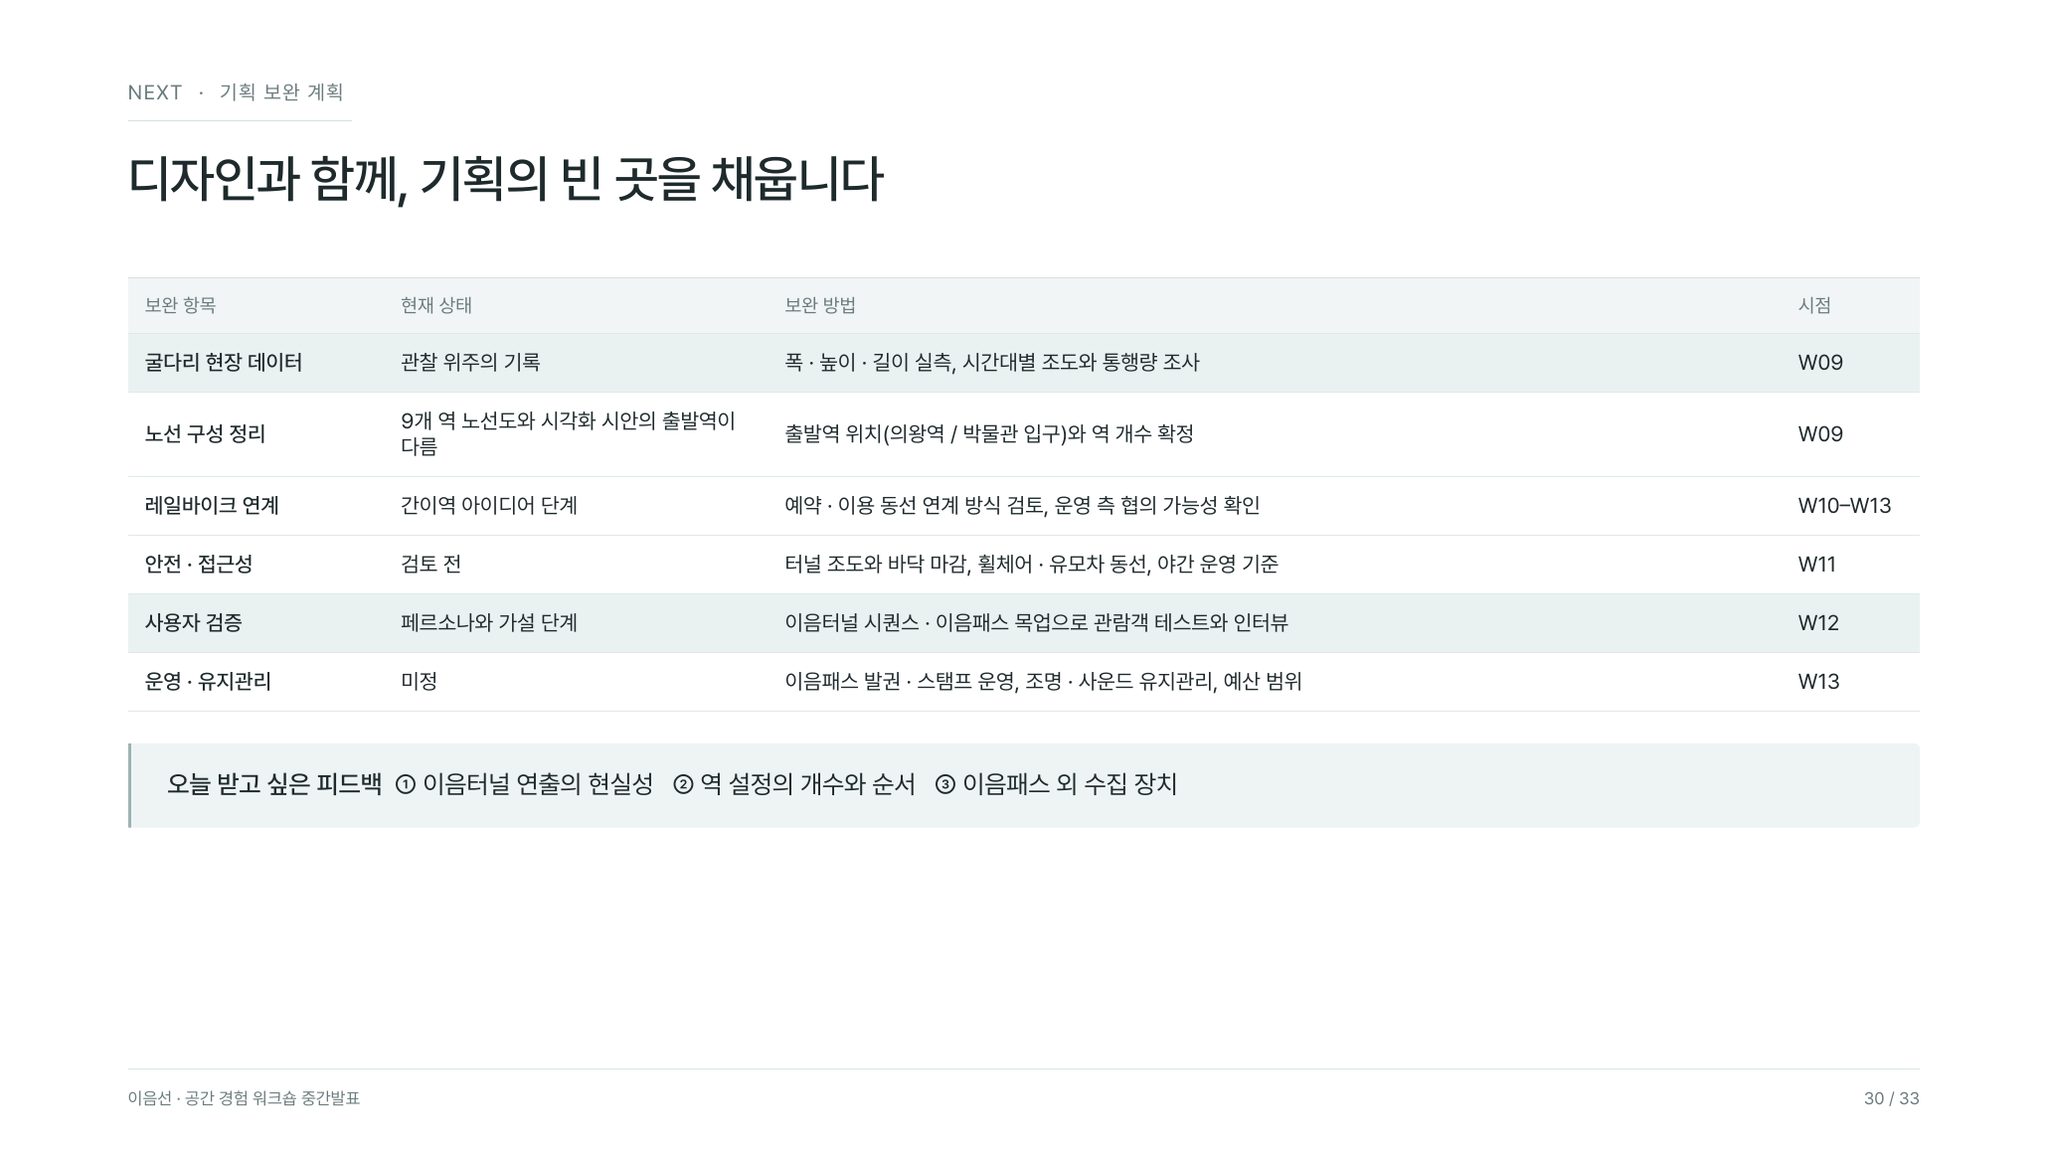 NEXT · 기획 보완 계획
디자인과 함께, 기획의 빈 곳을 채웁니다
보완 항목 현재 상태 보완 방법 시점
굴다리 현장 데이터 관찰 위주의 기록 폭 · 높이 · 길이 실측, 시간대별 조도와 통행량 조사 W09
노선 구성 정리 9개 역 노선도와 시각화 시안의 출발역이
다름 출발역 위치(의왕역 / 박물관 입구)와 역 개수 확정 W09
레일바이크 연계 간이역 아이디어 단계 예약 · 이용 동선 연계 방식 검토, 운영 측 협의 가능성 확인 W10–W13
안전 · 접근성 검토 전 터널 조도와 바닥 마감, 휠체어 · 유모차 동선, 야간 운영 기준 W11
사용자 검증 페르소나와 가설 단계 이음터널 시퀀스 · 이음패스 목업으로 관람객 테스트와 인터뷰 W12
운영 · 유지관리 미정 이음패스 발권 · 스탬프 운영, 조명 · 사운드 유지관리, 예산 범위 W13
오늘 받고 싶은 피드백 ① 이음터널 연출의 현실성 ② 역 설정의 개수와 순서 ③ 이음패스 외 수집 장치
이음선 · 공간 경험 워크숍 중간발표 30 / 33